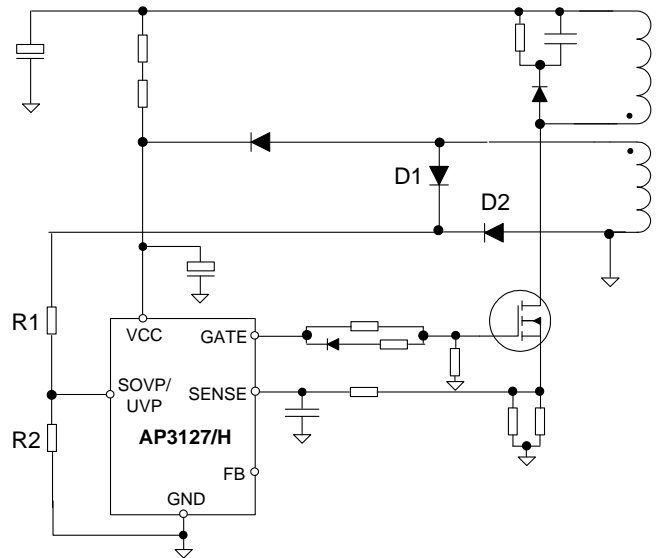 D1
D2
R1
VCC
GATE
SOVP/
UVP
SENSE
R2
AP3127/H
FB
GND